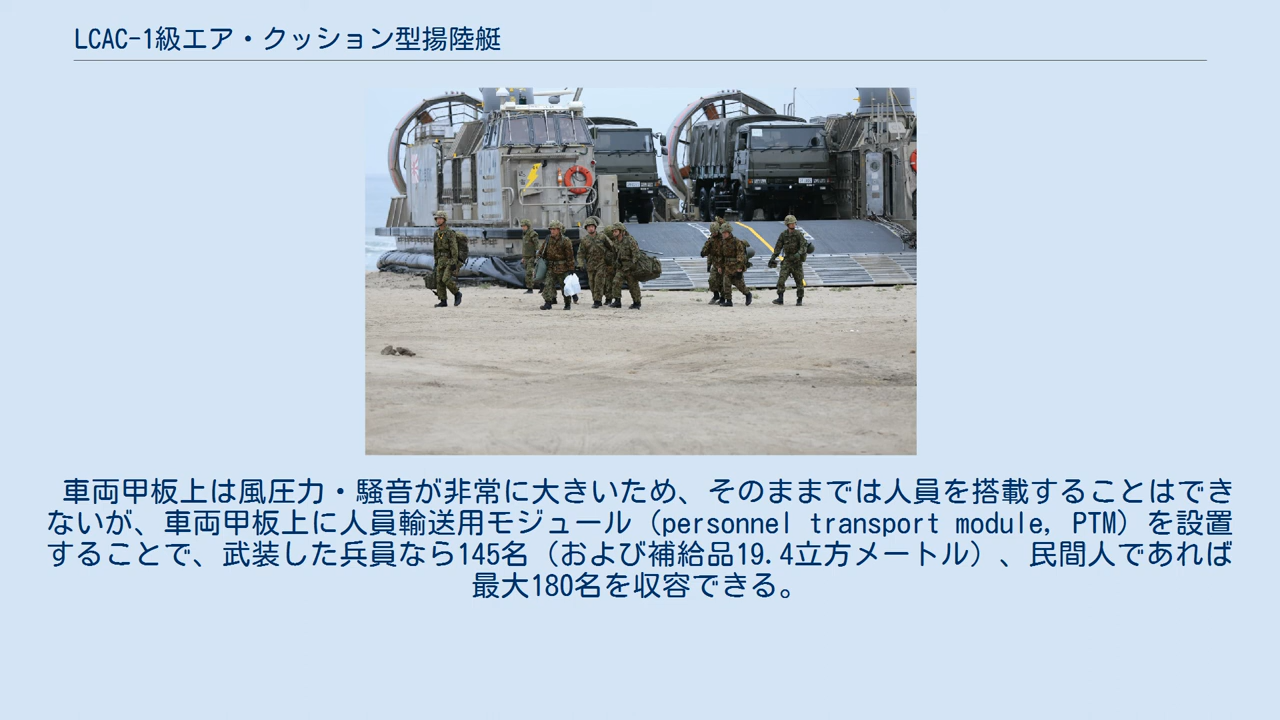 LCAC-1級エア・クッション型揚陸艇
車両甲板上は風圧力・騒音が非常に大きいため、そのままでは人員を搭載することはでき
ないが、車両甲板上に人員輸送用モジュール（personnel transport module, PTM）を設置
することで、武装した兵員なら145名（および補給品19.4立方メートル）、民間人であれば
最大180名を収容できる。